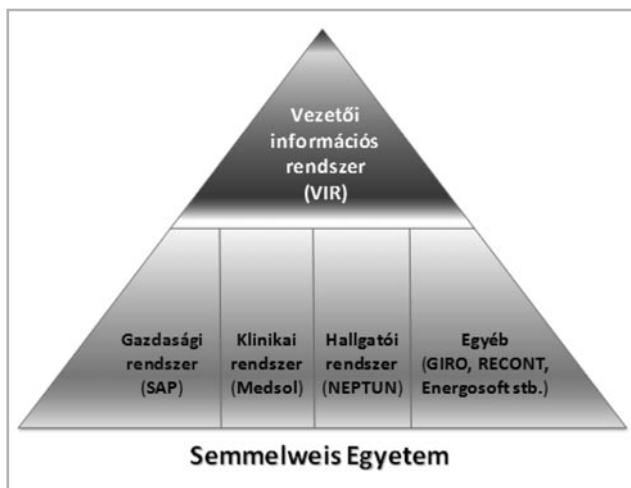 Vezetői
információs
rendszer
(VIR)
Gazdasági
rendszer
(SAP)
Klinikai
rendszer
(Medsol)
Hallgatói
rendszer
(NEPTUN)
Egyéb
(GIRO, RECONT,
Energosoft stb.)
Semmelweis Egyetem